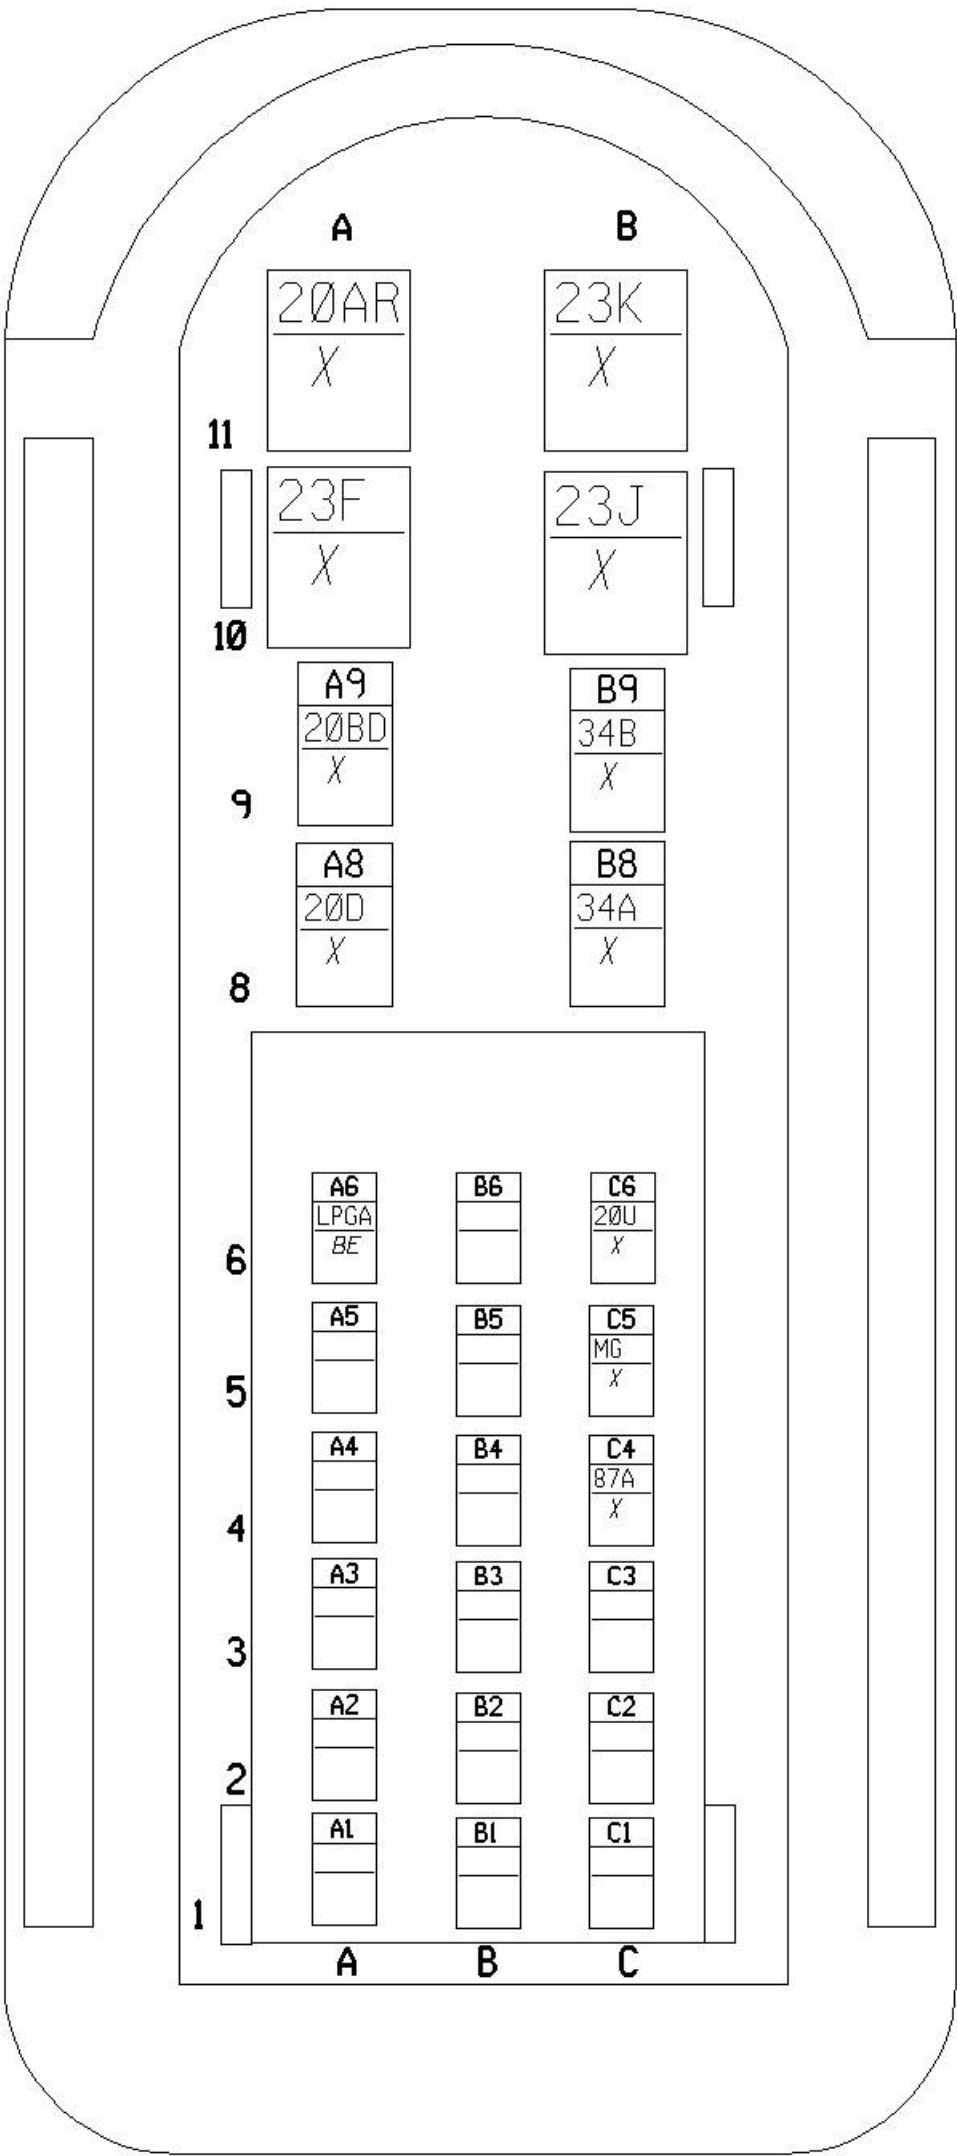 A B
20AR 23K
X X
11
23F 23J
X X
10
A9 B9
20BD 34B
X X
9
A8 B8
20D 34A
X X
8
A6 B6 C6
LPGA 20U
BE X
6
A5 B5 C5
MG
X
5
A4 B4 C4
87A
X
4
A3 B3 C3
3
A2 B2 C2
2
A1 B1 C1
1
A B C